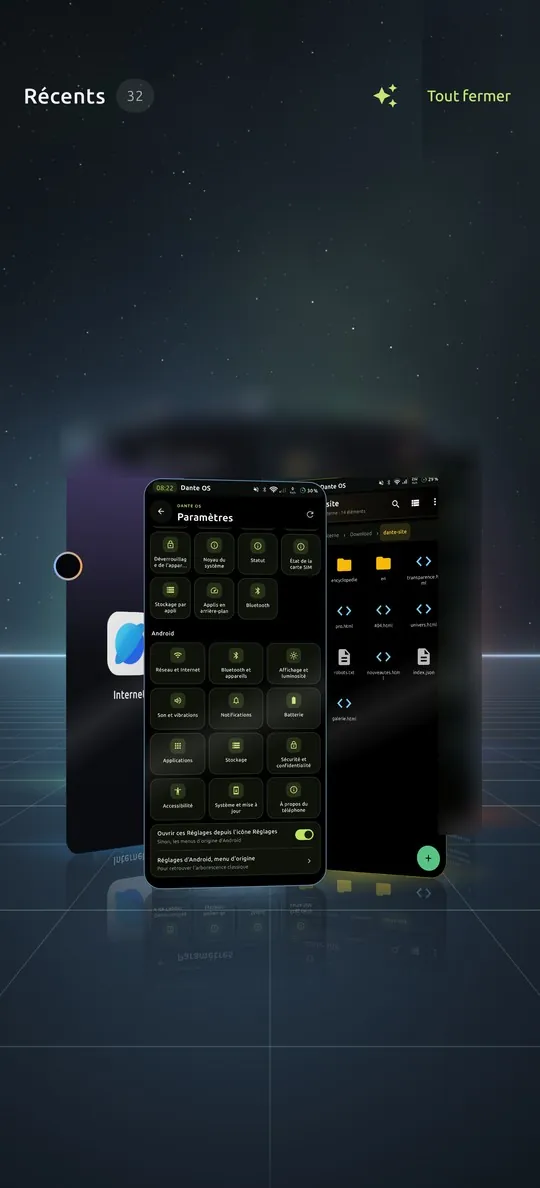 Récents 32 Tout fermer
08:22 Dante OS 30 %
DANTE OS
Paramètres
Déverrouillag
e de l'appar...
Noyau du
système
Statut
État de la
carte SIM
Stockage par
appli
Applis en
arrière-plan
Bluetooth
Android
Réseau et Internet
Bluetooth et
appareils
Affichage et
luminosité
Son et vibrations
Notifications
Batterie
Applications
Stockage
Sécurité et
confidentialité
Accessibilité
Système et mise à
jour
À propos du
téléphone
Ouvrir ces Réglages depuis l'icône Réglages
Sinon, les menus d'origine d'Android
Réglages d'Android, menu d'origine
Pour retrouver l'arborescence classique
Internet
Dante OS 29 %
site
14 éléments
Download
dante-site
encyclopedie
en
transparence.h
ml
pro.html
404.html
univers.html
robots.txt
nouveautes.htm
l
index.json
galerie.html